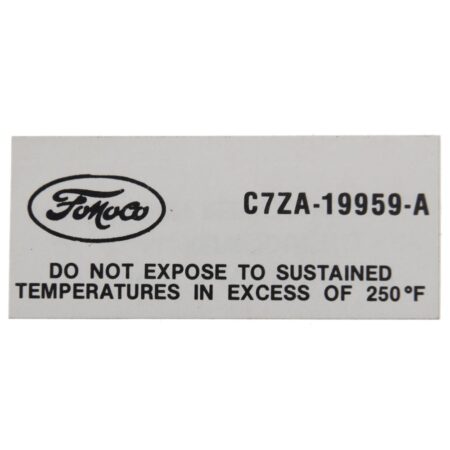 FoMoCo
C7ZA-19959-A
DO NOT EXPOSE TO SUSTAINED
TEMPERATURES IN EXCESS OF 250°F